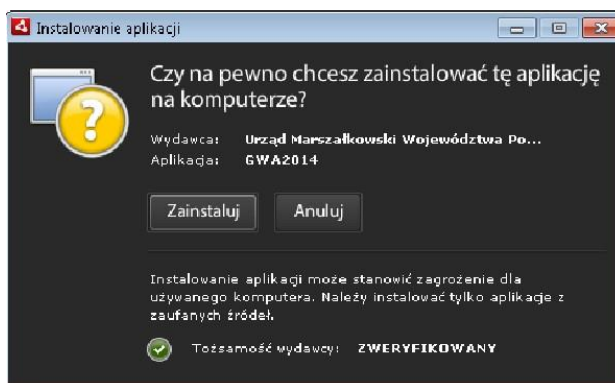 Instalowanie aplikacji
Czy na pewno chcesz zainstalować tę aplikację
na komputerze?
Wydawca: Urząd Marszałkowski Województwa Po...
Aplikacja: GWA2014
Zainstaluj Anuluj
Instalowanie aplikacji może stanowić zagrożenie dla
używanego komputera. Należy instalować tylko aplikacje z
zaufanych źródeł.
Tożsamość wydawcy: ZWERYFIKOWANY